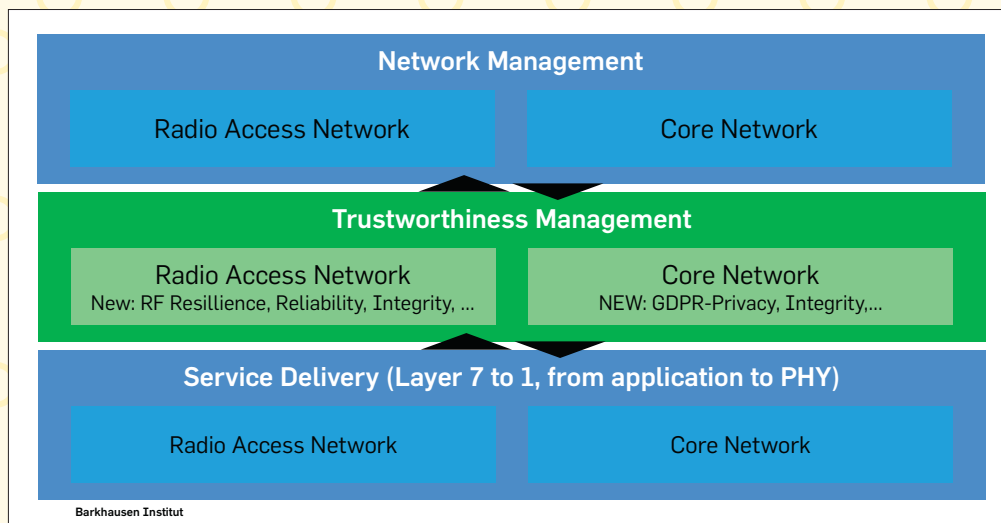 Network Management
Radio Access Network
Core Network
Trustworthiness Management
Radio Access Network
New: RF Resillience, Reliability, Integrity, ...
Core Network
NEW: GDPR-Privacy, Integrity,...
Service Delivery (Layer 7 to 1, from application to PHY)
Radio Access Network
Core Network
Barkhausen Institut